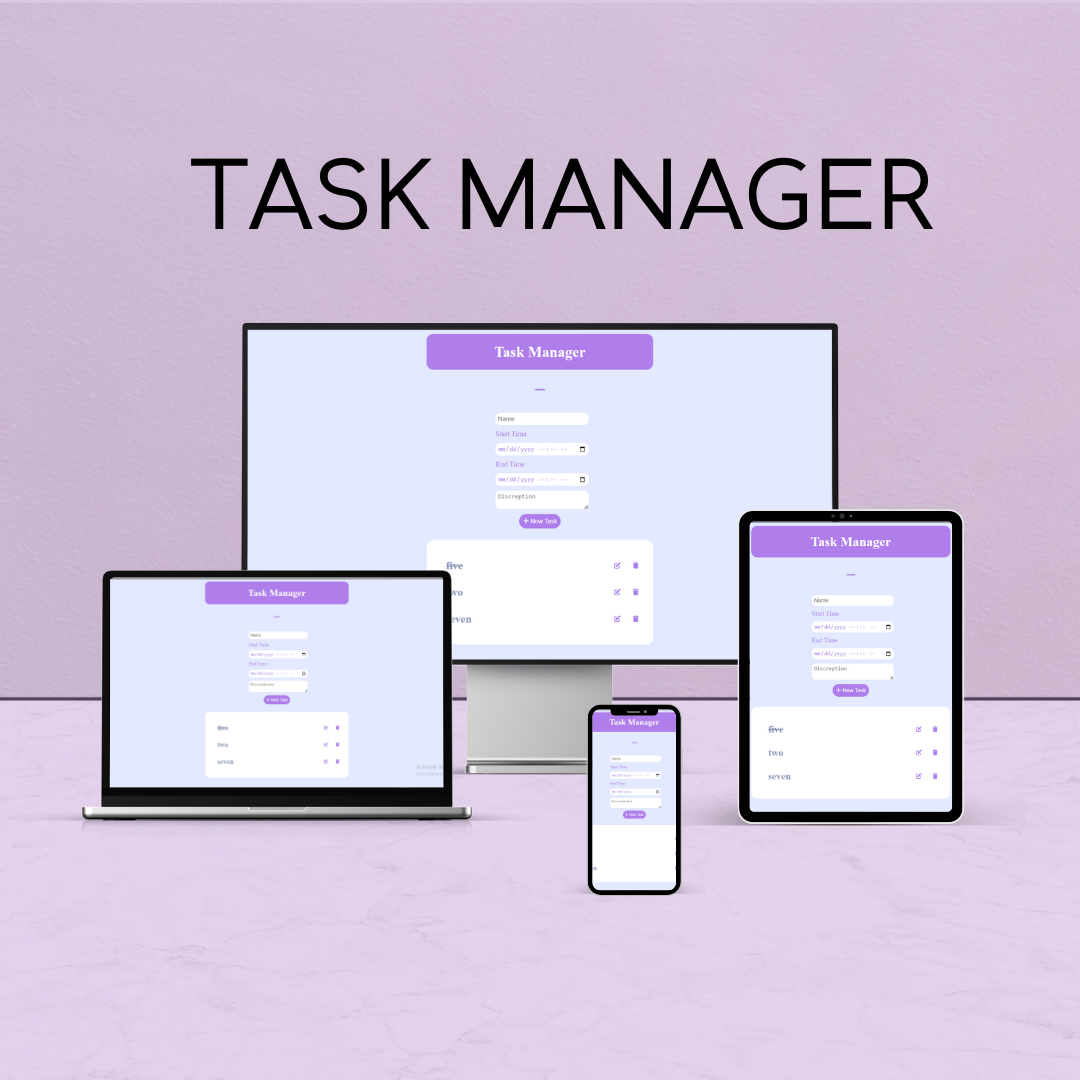 TASK MANAGER
Task Manager
Name
Start Time
mm/dd/yyyy --:-- --
End Time
mm/dd/yyyy --:-- --
Discreption
+ New Task
five
wo
even
Task Manager
Name
Start Time
mm/dd/yyyy --:-- --
End Time
mm/dd/yyyy --:-- --
Discreption
+ New Task
five
two
seven
Activate
Task Manager
Name
Start Time
mm/dd/yyyy --:-- --
End Time
mm/dd/yyyy --:-- --
Discreption
+ New Task
Task Manager
Name
Start Time
mm/dd/yyyy --:-- --
End Time
mm/dd/yyyy --:-- --
Discreption
+ New Task
five
two
seven